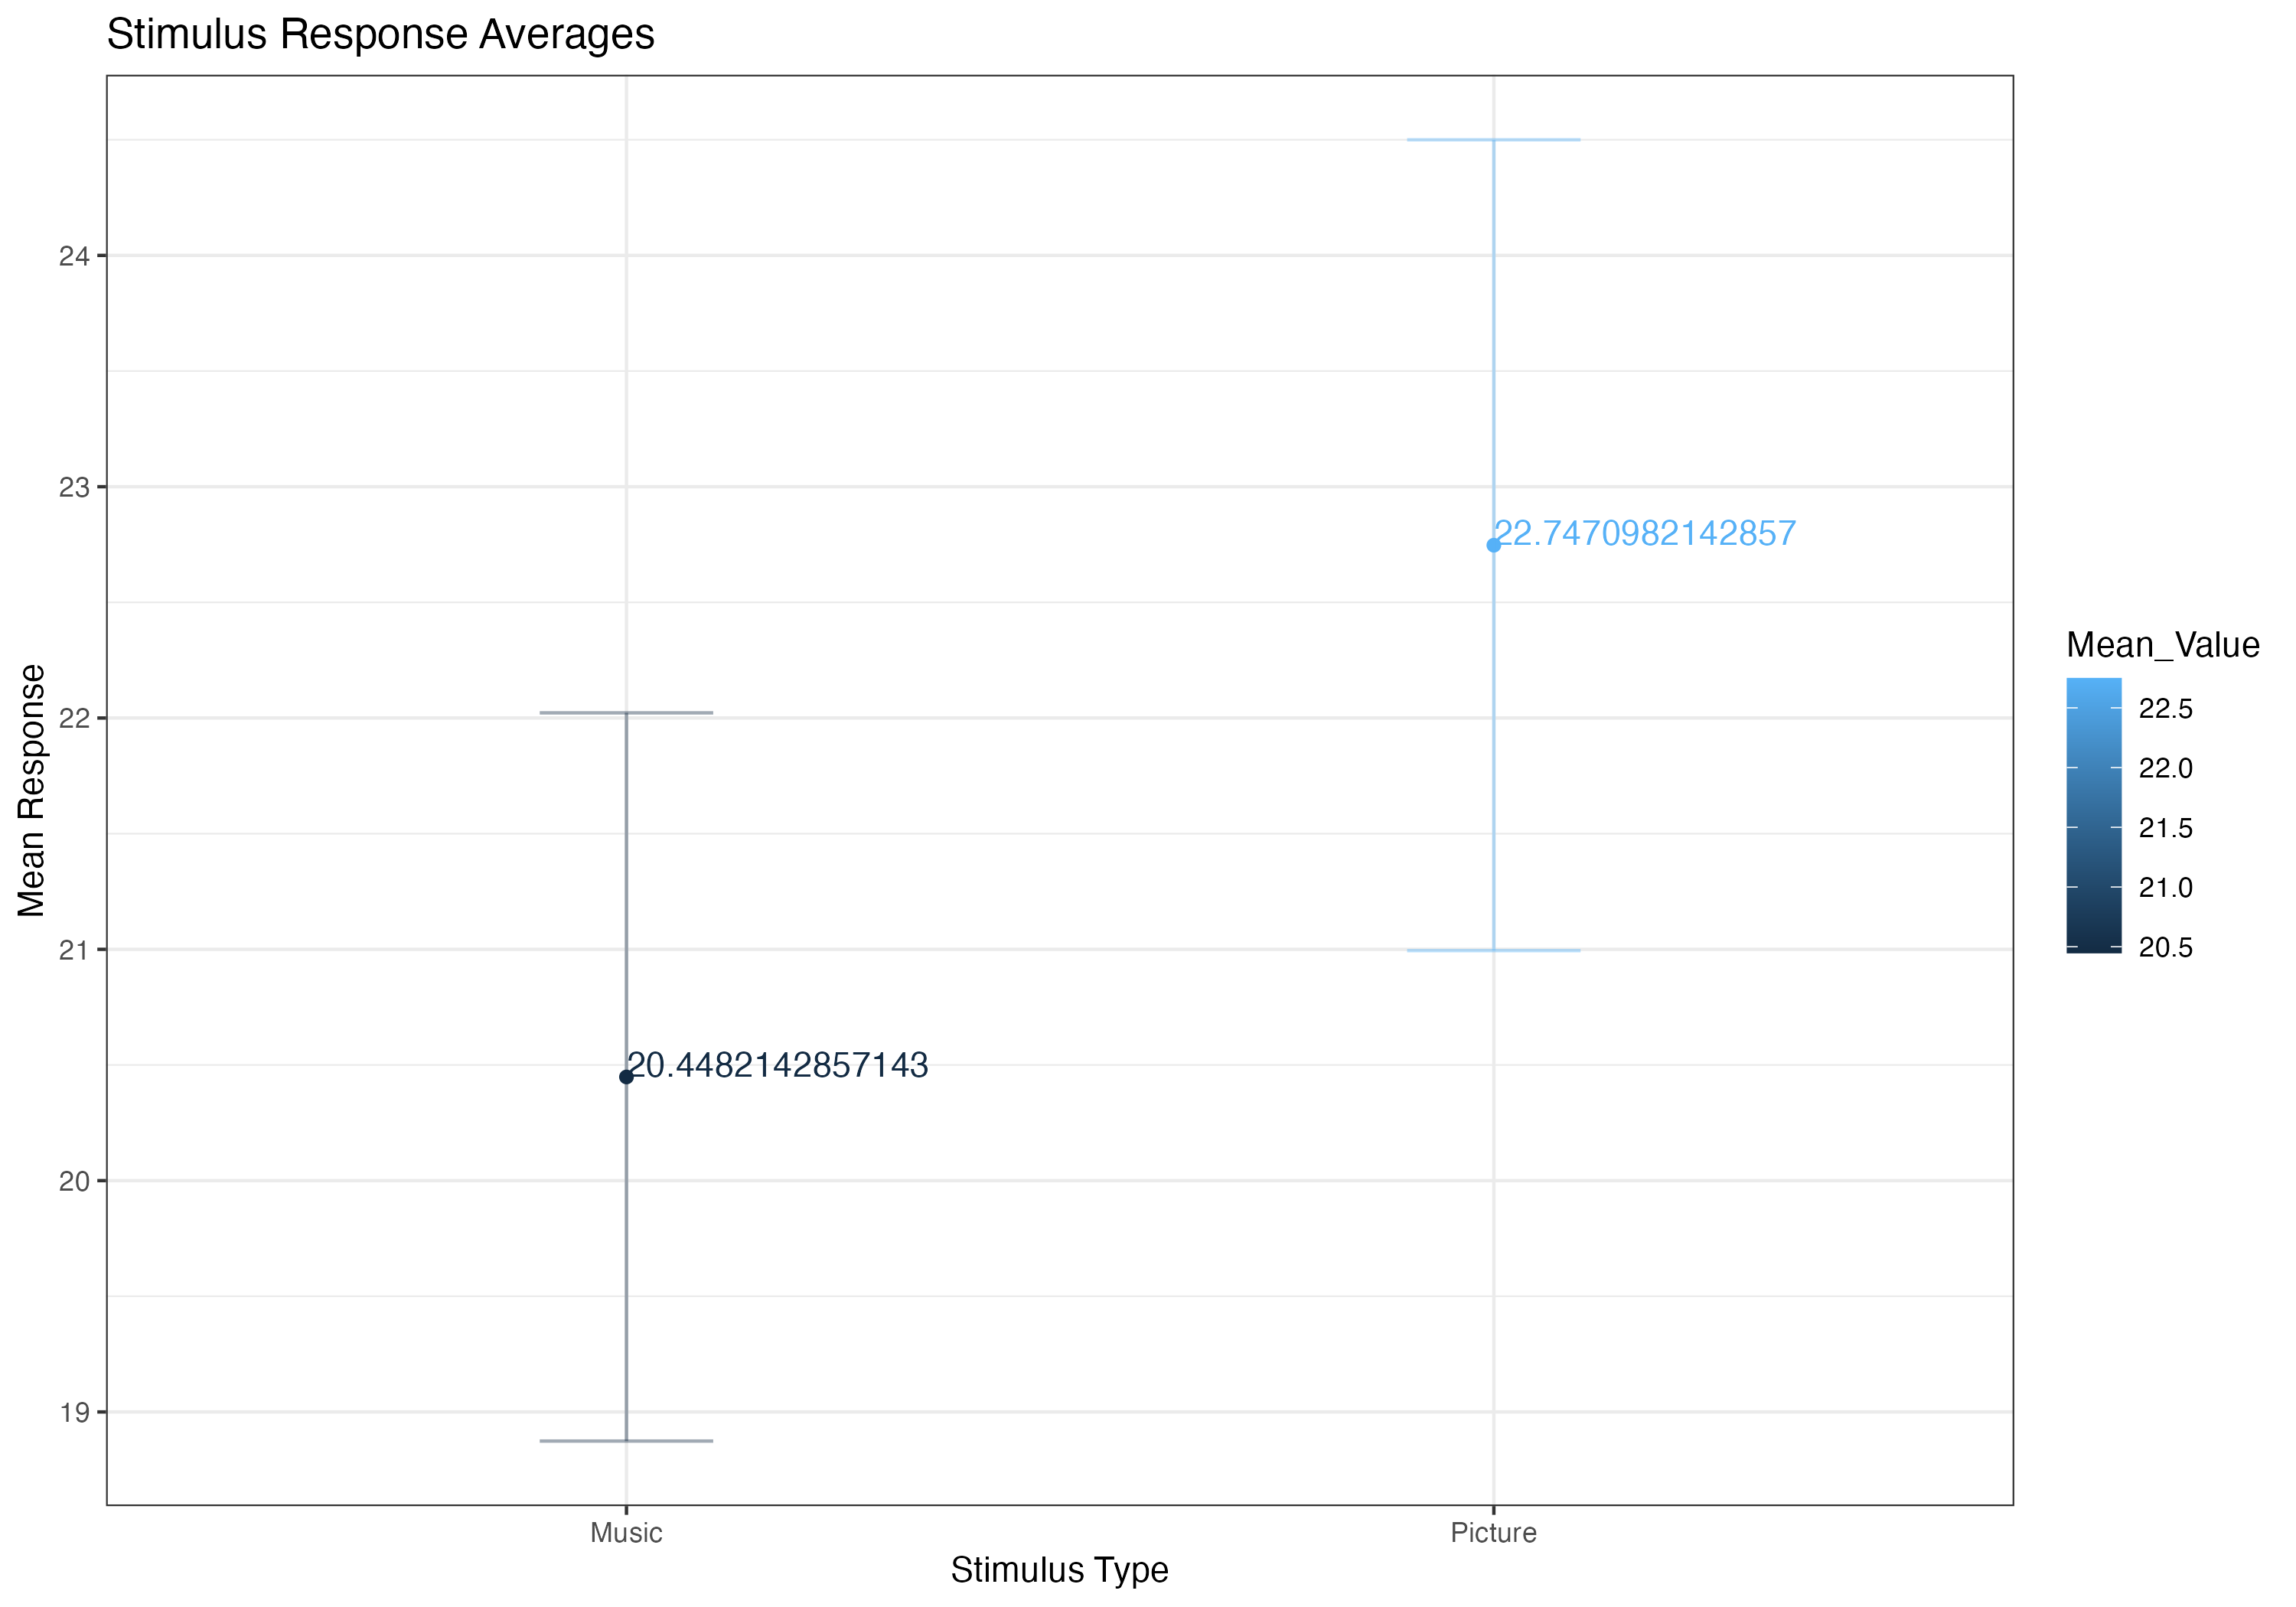 Stimulus Response Averages
Mean Response
24
23
22
21
20
19
22.7470982142857
20.4482142857143
Music
Picture
Stimulus Type
Mean_Value
22.5
22.0
21.5
21.0
20.5